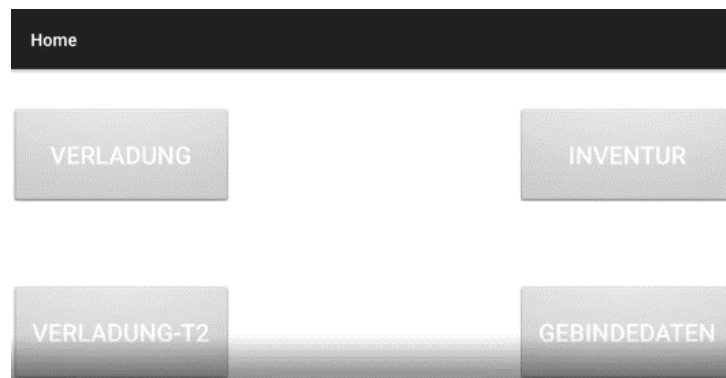 Home
VERLADUNG
INVENTUR
VERLADUNG-T2
GEBINDEDATEN